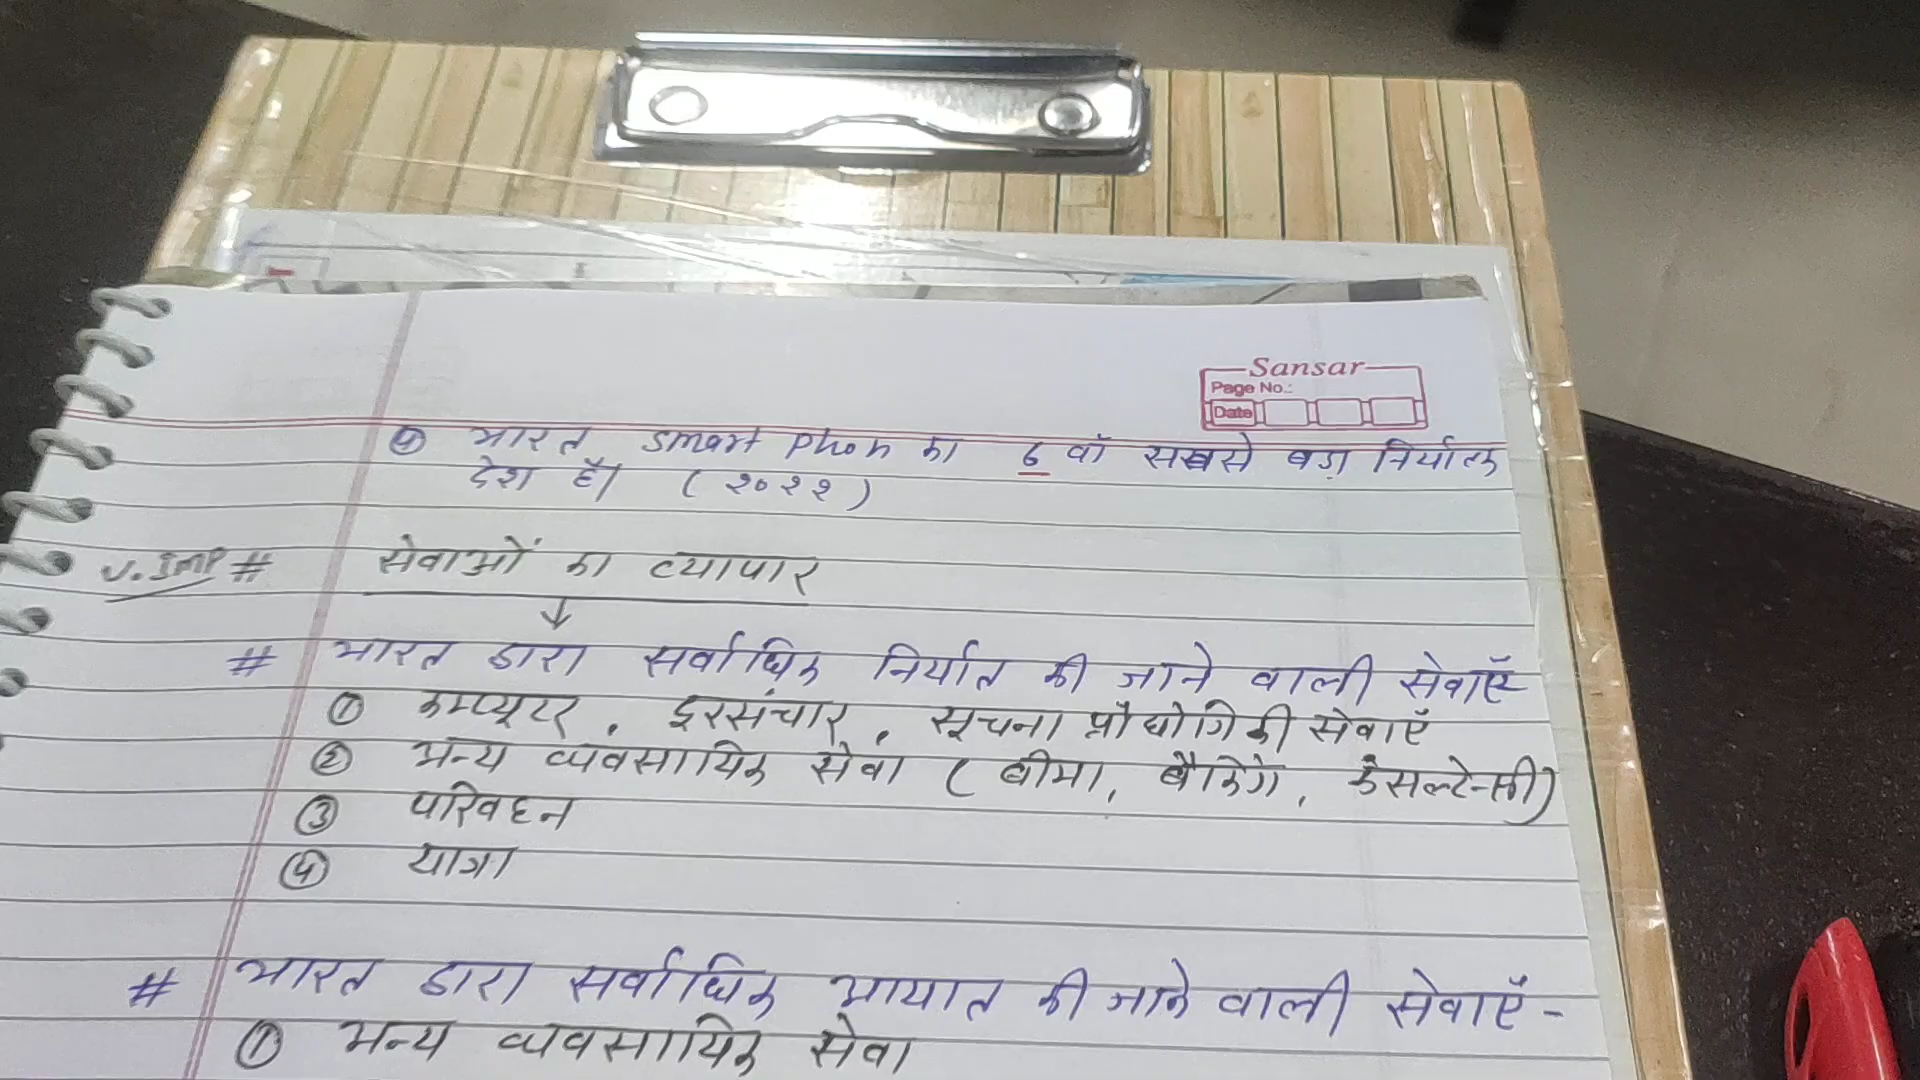 Sansar
Page No.:
Date
④ भारत smart phon का 6 वाँ सबसे बड़ा निर्यातक
देश है। (२०२२)
V. IMP # सेवाओं का व्यापार
↓
# भारत द्वारा सर्वाधिक निर्यात की जाने वाली सेवाएँ
① कम्प्यूटर, दूरसंचार, सूचना प्रौद्योगिकी सेवाएँ
② अन्य व्यवसायिक सेवा (बीमा, बैंकिंग, कंसल्टेन्सी)
③ परिवहन
④ यात्रा
# भारत द्वारा सर्वाधिक आयात की जाने वाली सेवाएँ -
① अन्य व्यवसायिक सेवा